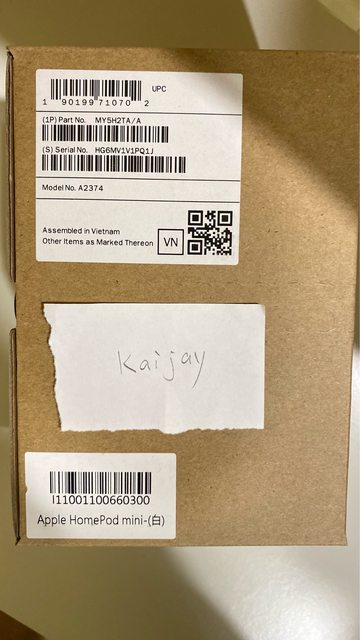 UPC
1 90199 71070 2
(1P) Part No. MY5H2TA/A
(S) Serial No. HG6MV1V1PQ1J
Model No. A2374
Assembled in Vietnam
Other Items as Marked Thereon
VN
Kaijay
I11001100660300
Apple HomePod mini-(白)